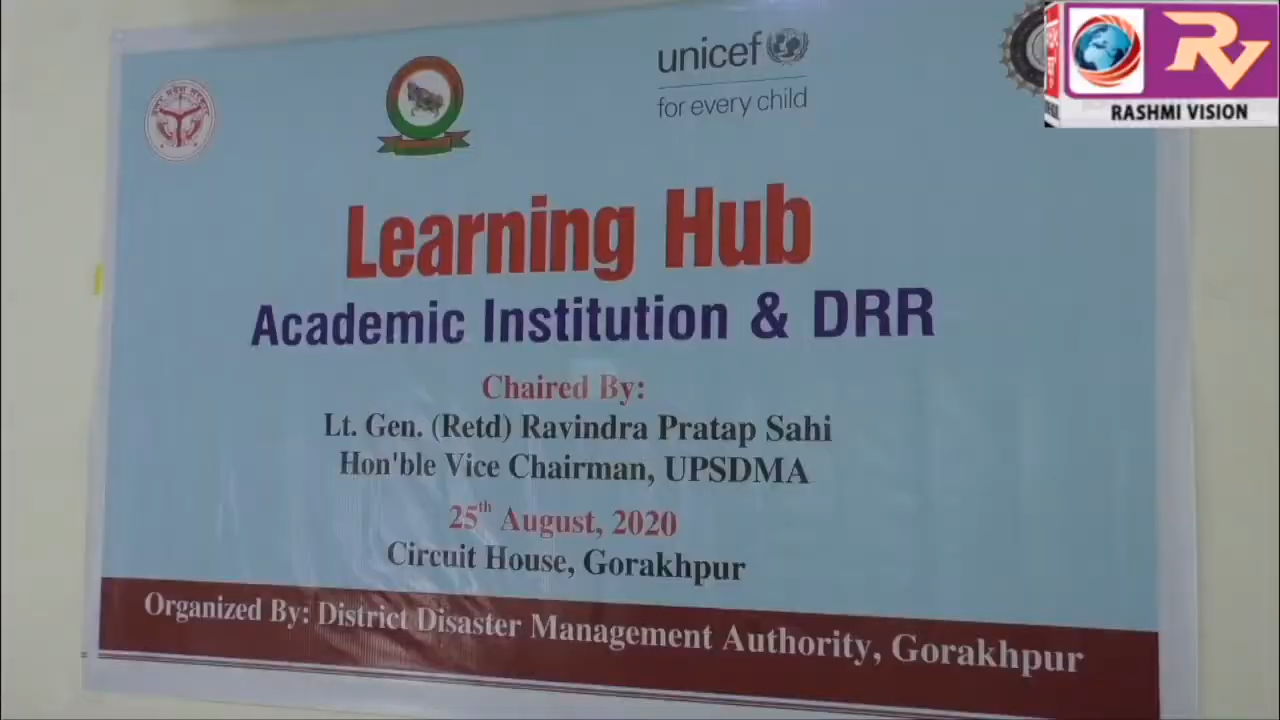 unicef
for every child
RV
RASHMI VISION
Learning Hub
Academic Institution & DRR
Chaired By:
Lt. Gen. (Retd) Ravindra Pratap Sahi
Hon'ble Vice Chairman, UPSDMA
25th August, 2020
Circuit House, Gorakhpur
Organized By: District Disaster Management Authority, Gorakhpur